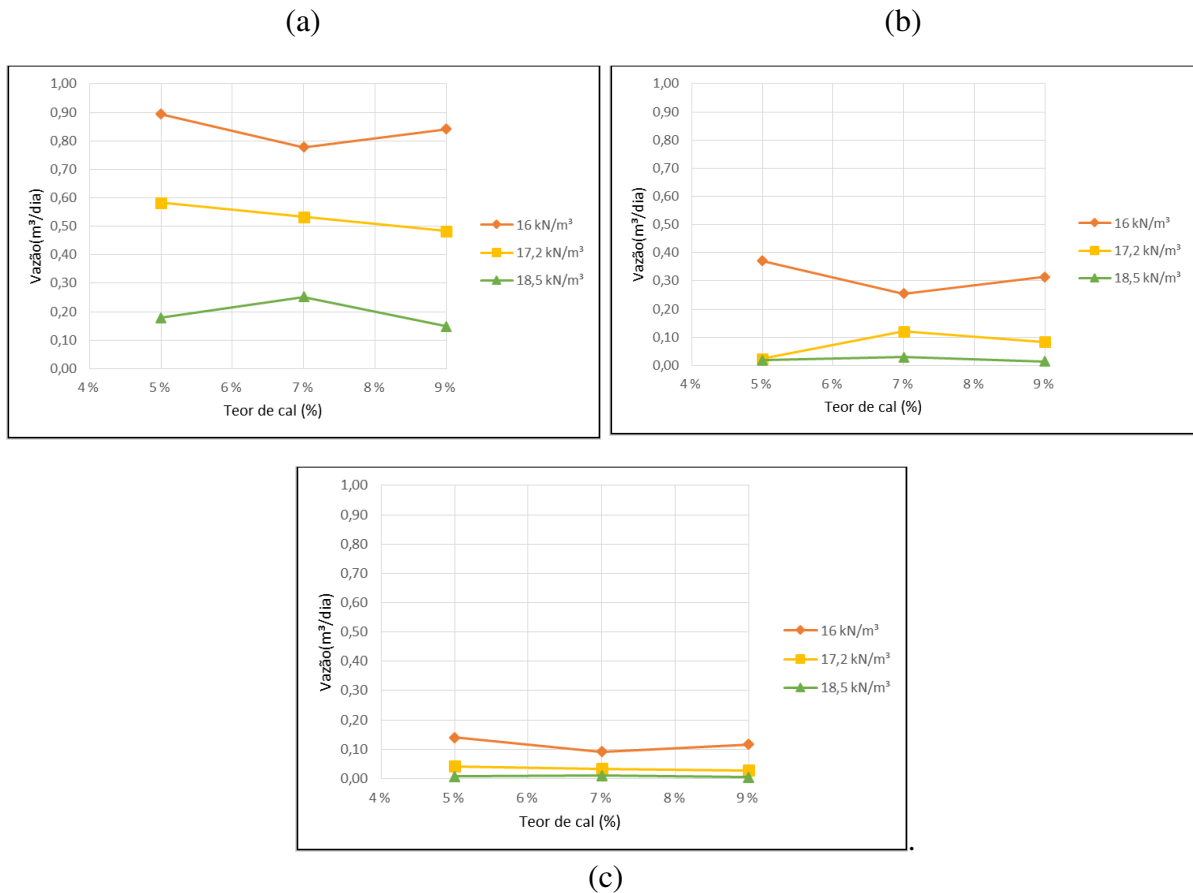 (a)
(b)
1,00
0,90
0,80
0,70
0,60
0,50
0,40
0,30
0,20
0,10
0,00
4 %
5 %
6 %
7 %
8 %
9 %
Vazão(m³/dia)
Teor de cal (%)
16 kN/m³
17,2 kN/m³
18,5 kN/m³
1,00
0,90
0,80
0,70
0,60
0,50
0,40
0,30
0,20
0,10
0,00
4 %
5 %
6 %
7 %
8 %
9 %
Vazão(m³/dia)
Teor de cal (%)
16 kN/m³
17,2 kN/m³
18,5 kN/m³
1,00
0,90
0,80
0,70
0,60
0,50
0,40
0,30
0,20
0,10
0,00
4 %
5 %
6 %
7 %
8 %
9 %
Vazão(m³/dia)
Teor de cal (%)
16 kN/m³
17,2 kN/m³
18,5 kN/m³
.
(c)